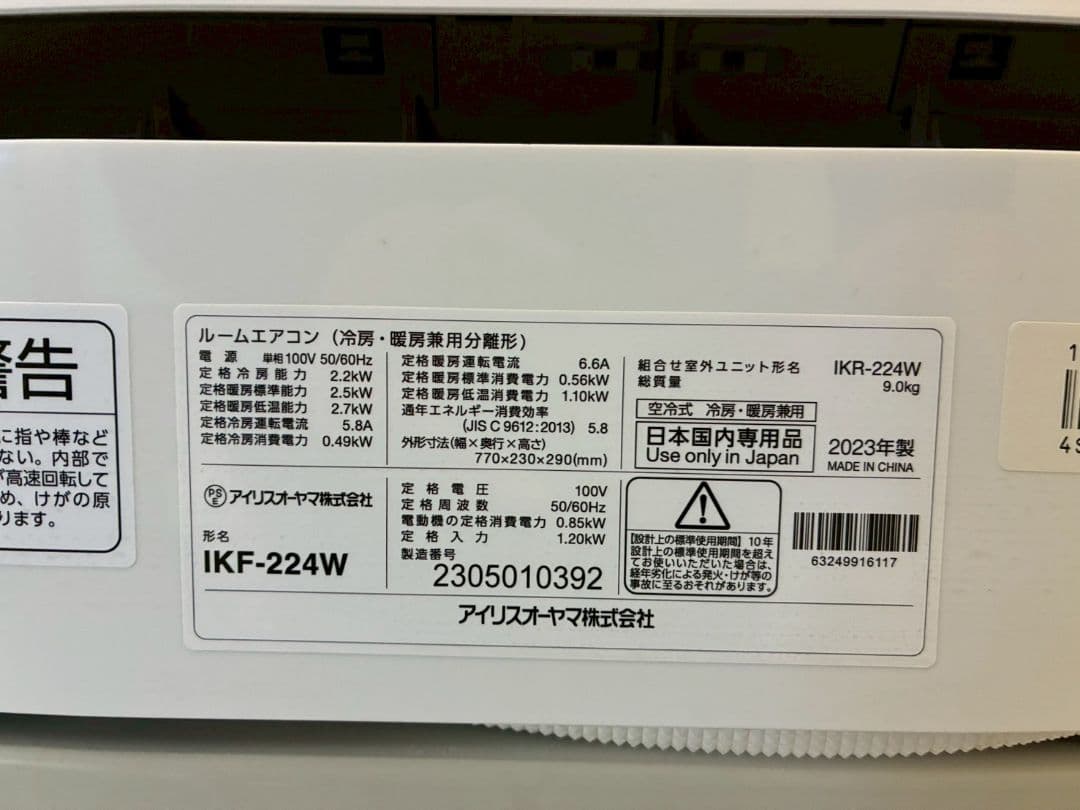 警告
に指や棒など
ない。内部で
が高速回転して
め、けがの原
ります。
ルームエアコン（冷房・暖房兼用分離形）
電源 単相100V 50/60Hz
定格冷房能力 2.2kW
定格暖房標準能力 2.5kW
定格暖房低温能力 2.7kW
定格冷房運転電流 5.8A
定格冷房消費電力 0.49kW
定格暖房運転電流 6.6A
定格暖房標準消費電力 0.56kW
定格暖房低温消費電力 1.10kW
通年エネルギー消費効率
(JIS C 9612:2013) 5.8
外形寸法(幅×奥行×高さ)
770×230×290(mm)
組合せ室外ユニット形名 IKR-224W
総質量 9.0kg
空冷式 冷房・暖房兼用
日本国内専用品
Use only in Japan
2023年製
MADE IN CHINA
PSE アイリスオーヤマ株式会社
形名
IKF-224W
定格電圧 100V
定格周波数 50/60Hz
電動機の定格消費電力 0.85kW
定格入力 1.20kW
製造番号
2305010392
【設計上の標準使用期間】10年
設計上の標準使用期間を超え
てお使いいただいた場合は、
経年劣化による発火・けが等の
事故に至るおそれがあります。
63249916117
アイリスオーヤマ株式会社
1
4S